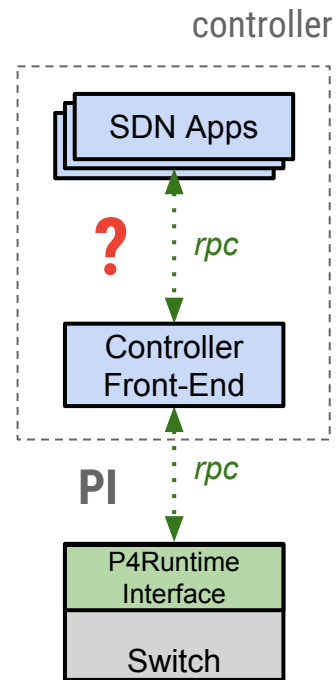 controller
SDN Apps
?
rpc
Controller
Front-End
PI
rpc
P4Runtime
Interface
Switch